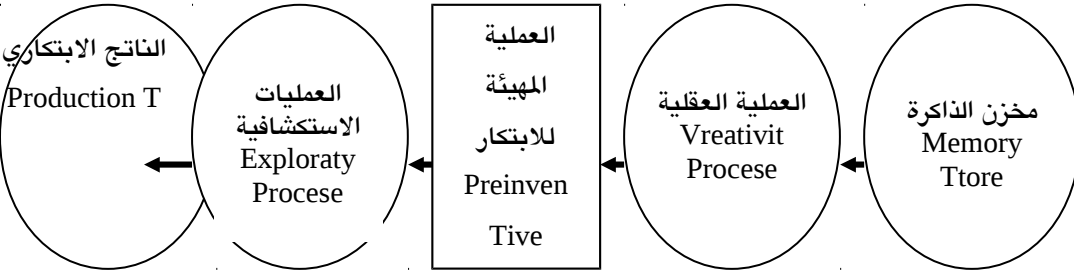 مخزن الذاكرة
Memory
Ttore
العملية العقلية
Vreativit
Procese
العملية
المهيئة
للابتكار
Preinven
Tive
العمليات
الاستكشافية
Exploraty
Procese
الناتج الابتكاري
Production T